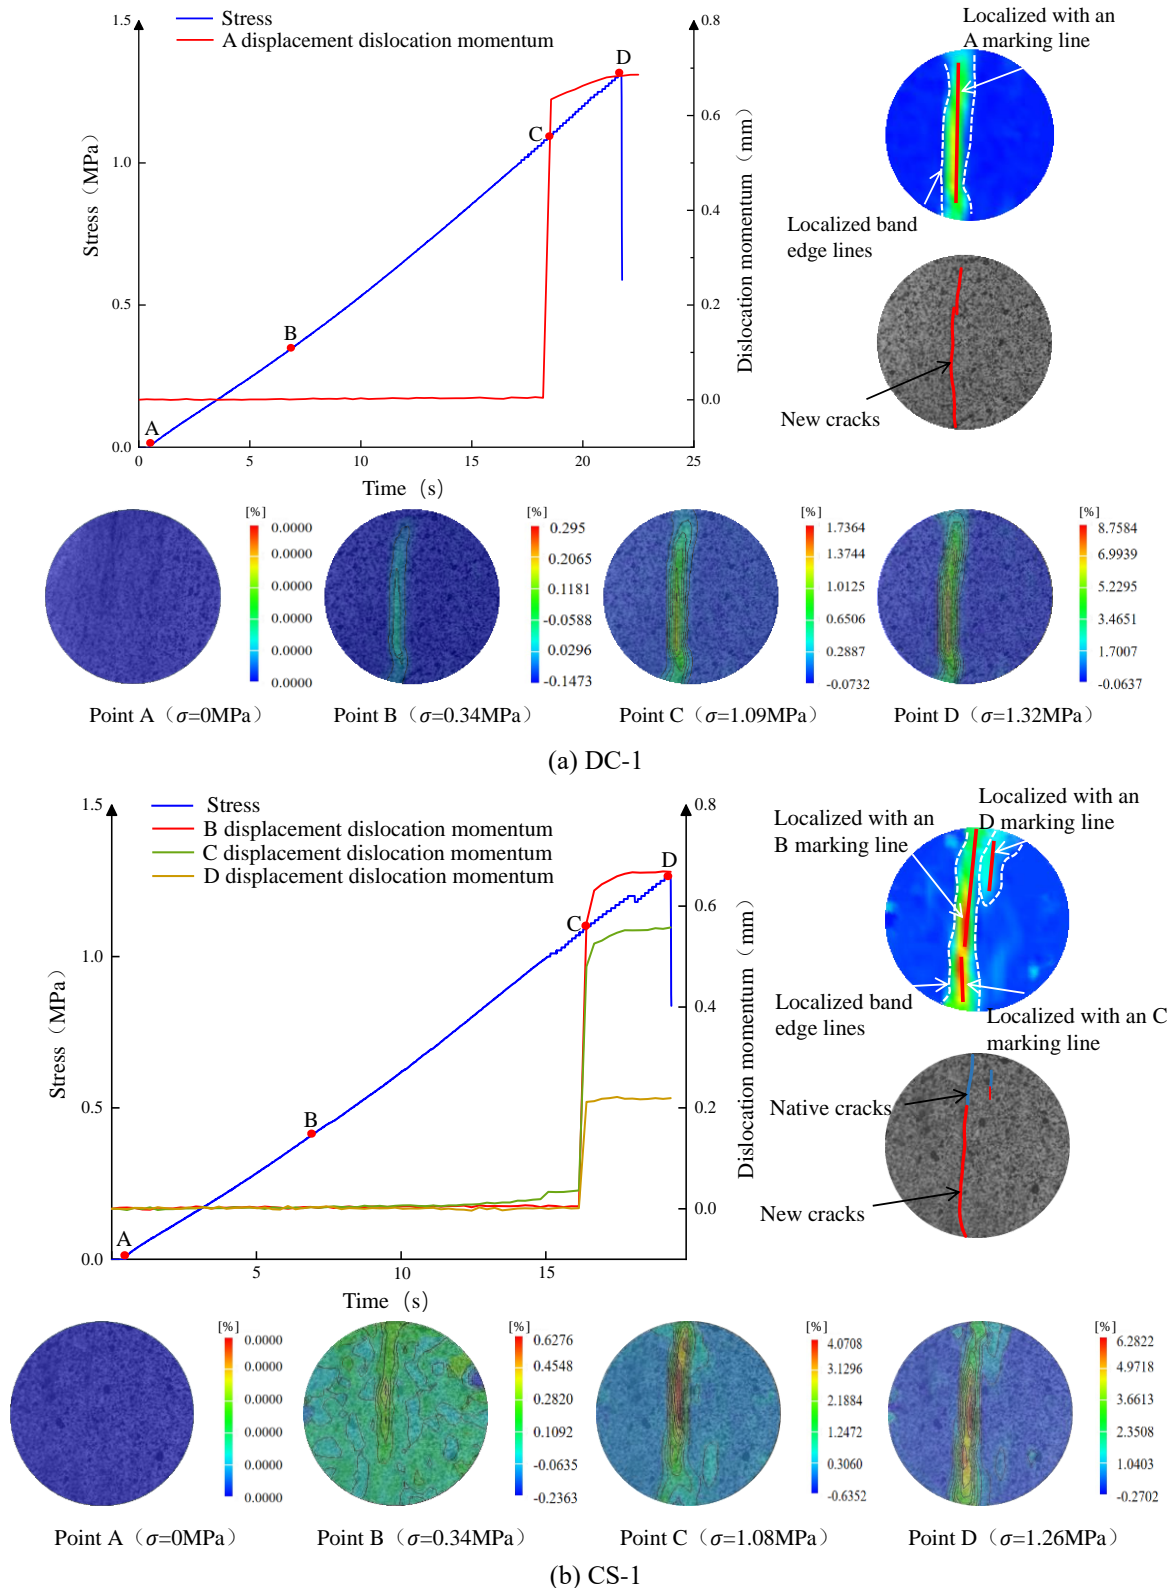 Stress
A displacement dislocation momentum
1.5
1.0
0.5
0.0
Stress（MPa）
0.8
0.6
0.4
0.2
0.0
Dislocation momentum（mm）
A
B
C
D
0
5
10
15
20
25
Time（s）
Localized with an
A marking line
Localized band
edge lines
New cracks
[%]
0.0000
0.0000
0.0000
0.0000
0.0000
0.0000
[%]
0.295
0.2065
0.1181
-0.0588
0.0296
-0.1473
[%]
1.7364
1.3744
1.0125
0.6506
0.2887
-0.0732
[%]
8.7584
6.9939
5.2295
3.4651
1.7007
-0.0637
Point A（σ=0MPa）
Point B（σ=0.34MPa）
Point C（σ=1.09MPa）
Point D（σ=1.32MPa）
(a) DC-1
Stress
B displacement dislocation momentum
C displacement dislocation momentum
D displacement dislocation momentum
1.5
1.0
0.5
0.0
Stress（MPa）
0.8
0.6
0.4
0.2
0.0
Dislocation momentum（mm）
A
B
C
D
5
10
15
Time（s）
Localized with an
D marking line
Localized with an
B marking line
Localized band
edge lines
Localized with an C
marking line
Native cracks
New cracks
[%]
0.0000
0.0000
0.0000
0.0000
0.0000
0.0000
[%]
0.6276
0.4548
0.2820
0.1092
-0.0635
-0.2363
[%]
4.0708
3.1296
2.1884
1.2472
0.3060
-0.6352
[%]
6.2822
4.9718
3.6613
2.3508
1.0403
-0.2702
Point A（σ=0MPa）
Point B（σ=0.34MPa）
Point C（σ=1.08MPa）
Point D（σ=1.26MPa）
(b) CS-1